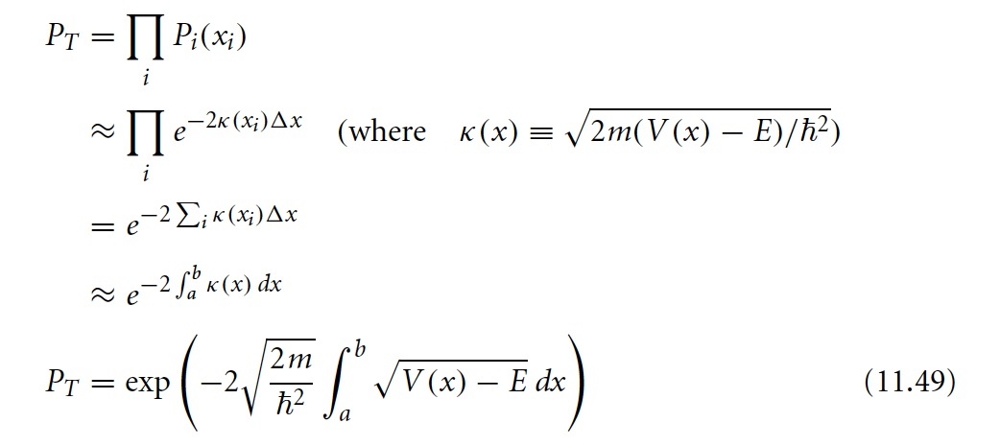 P_T = ∏_i P_i(x_i)
≈ ∏_i e^{−2κ(x_i)Δx} (where κ(x) ≡ √(2m(V(x) − E)/ℏ²))
= e^{−2 ∑_i κ(x_i)Δx}
≈ e^{−2 ∫_a^b κ(x) dx}
P_T = exp(−2√(2m/ℏ²) ∫_a^b √(V(x) − E) dx) (11.49)